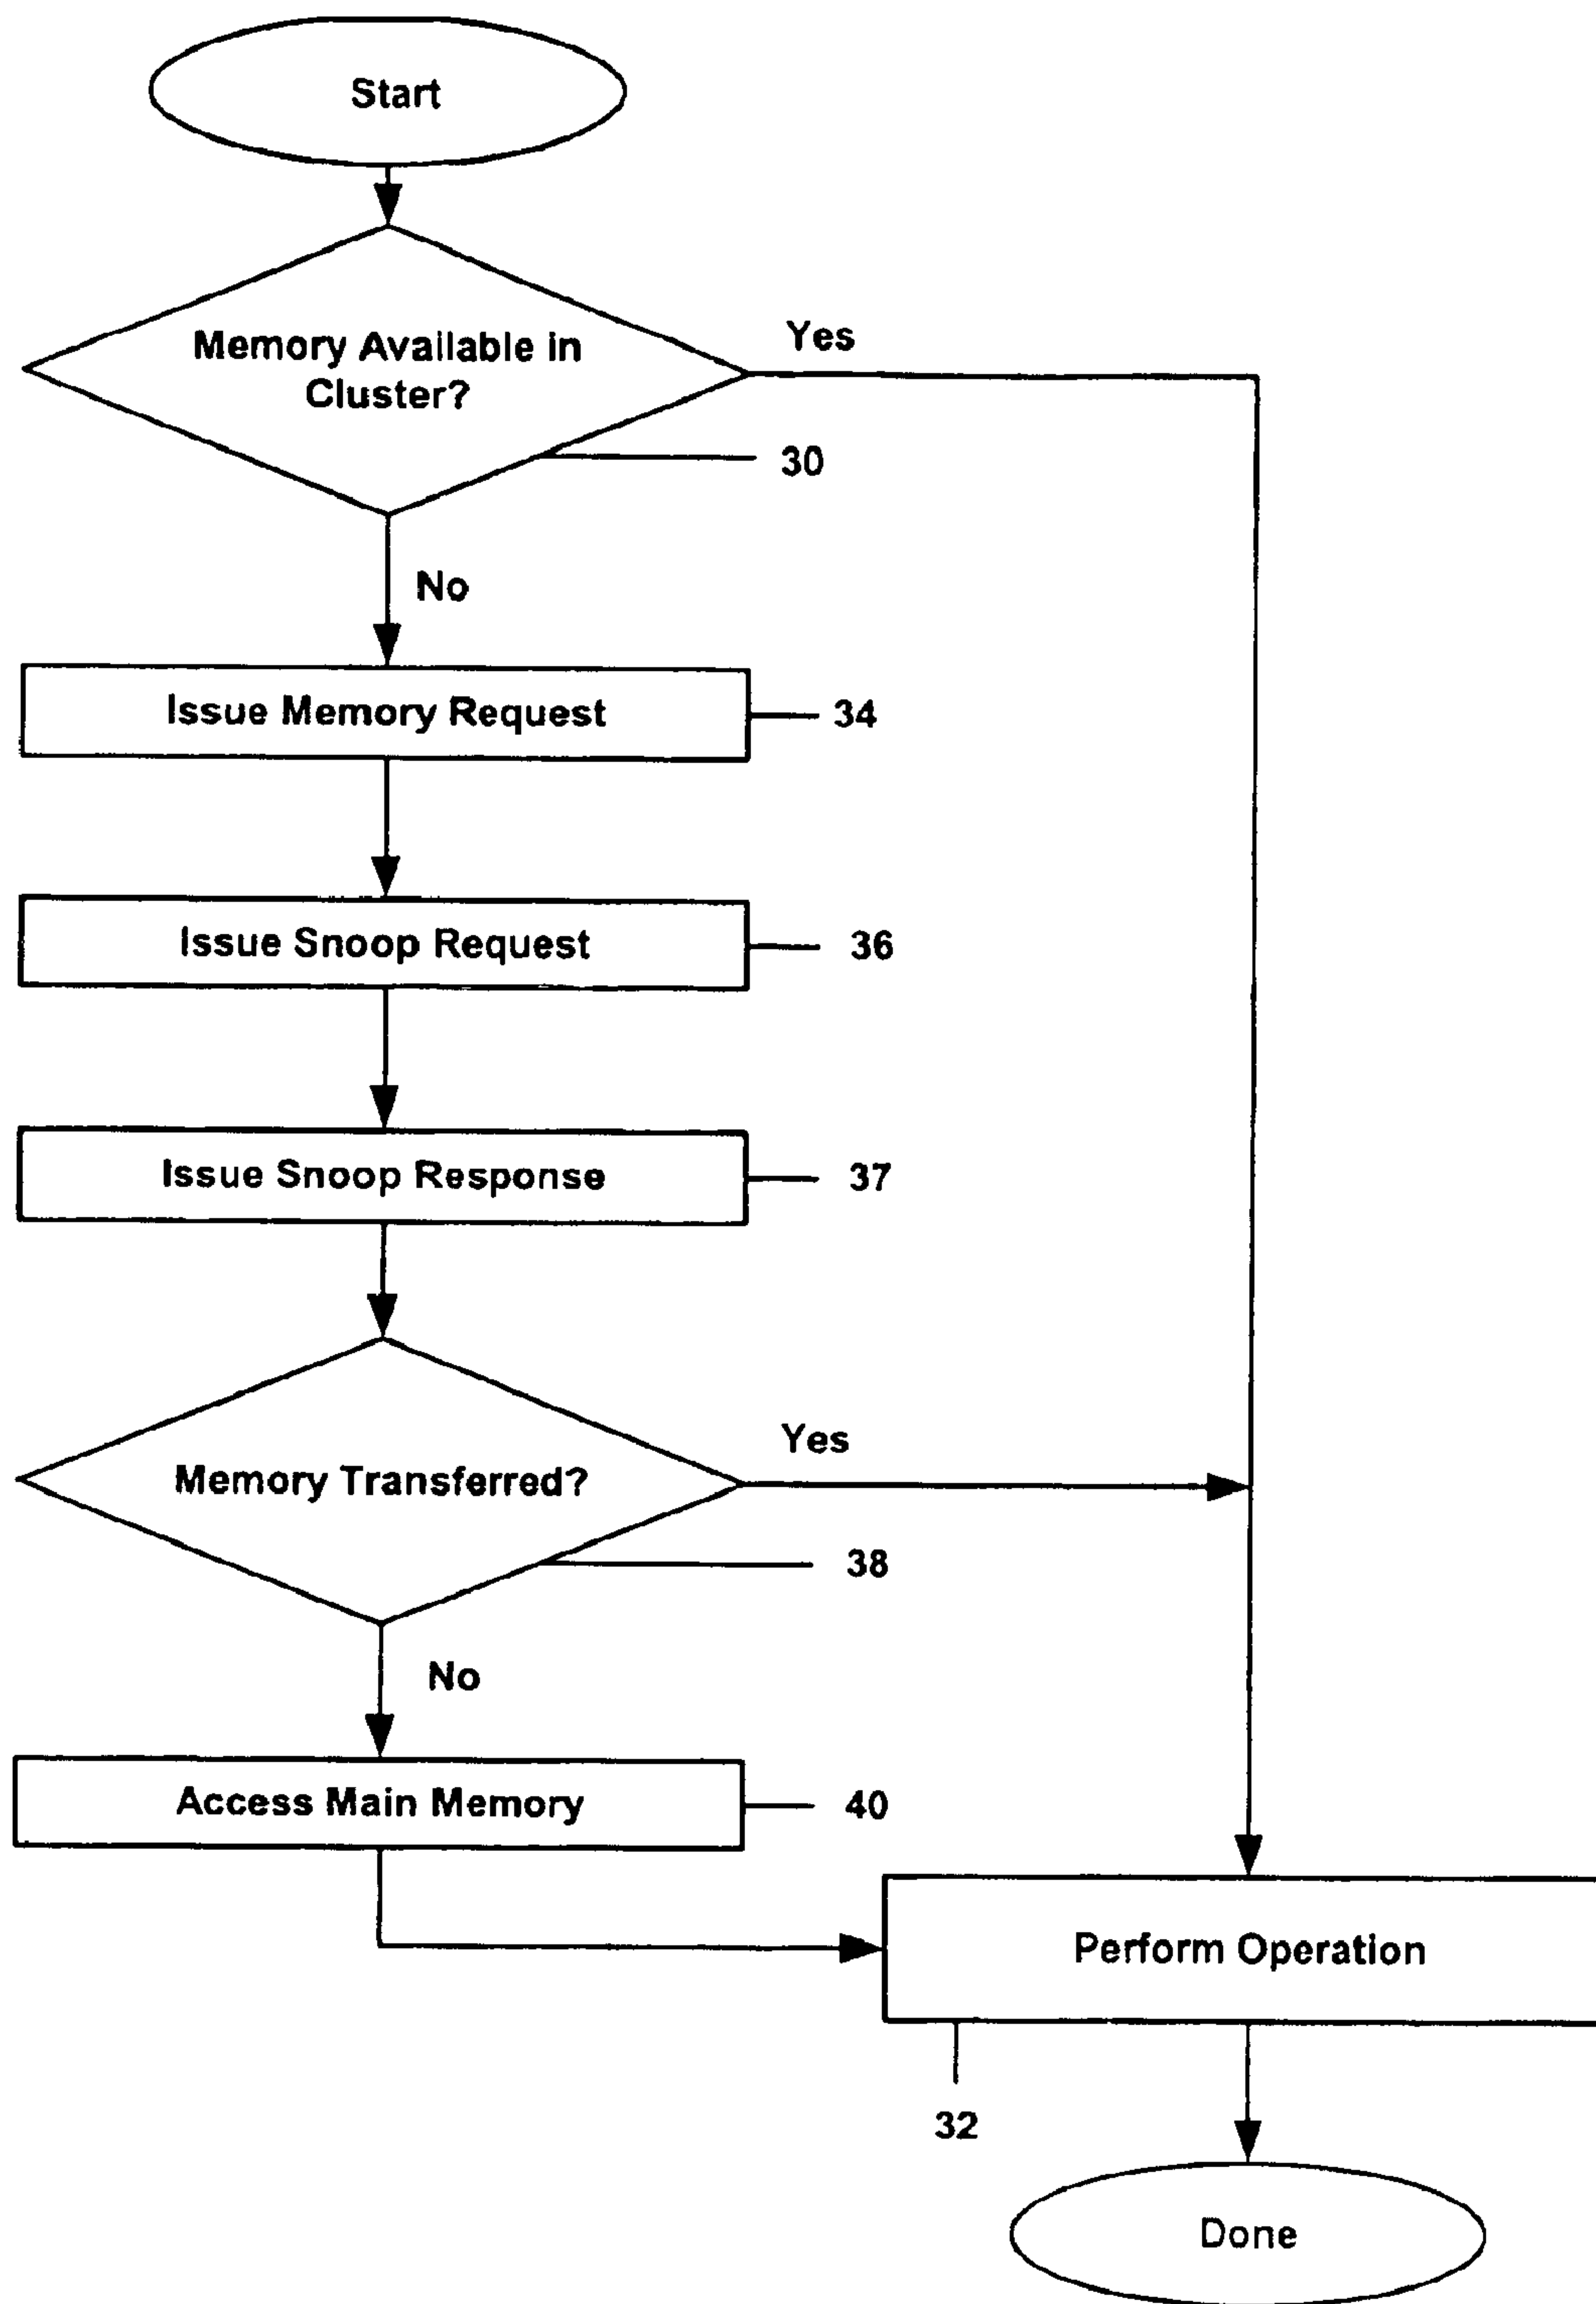 Start
Memory Available in
Cluster?
Yes
30
No
Issue Memory Request
34
Issue Snoop Request
36
Issue Snoop Response
37
Memory Transferred?
Yes
38
No
Access Main Memory
40
Perform Operation
32
Done